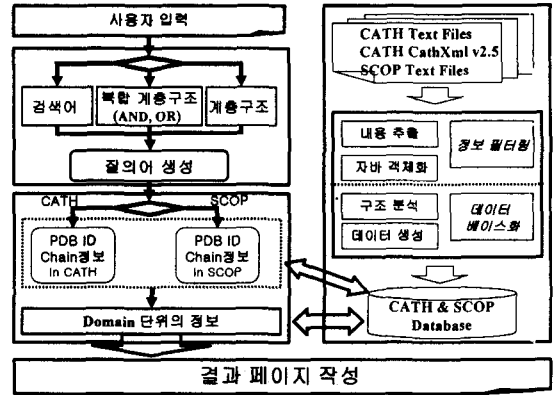 사용자 입력
검색어
복합 계층구조
(AND, OR)
계층구조
질의어 생성
CATH
SCOP
PDB ID
Chain정보
in CATH
PDB ID
Chain정보
in SCOP
Domain 단위의 정보
CATH Text Files
CATH CathXml v2.5
SCOP Text Files
내용 추출
자바 객체화
정보 필터링
구조 분석
데이터 생성
데이터
베이스화
CATH & SCOP
Database
결과 페이지 작성